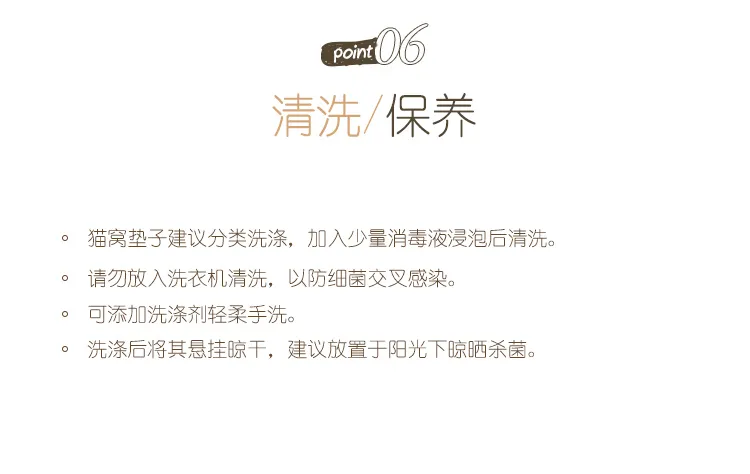 point 06
清洗/保养
猫窝垫子建议分类洗涤，加入少量消毒液浸泡后清洗。
请勿放入洗衣机清洗，以防细菌交叉感染。
可添加洗涤剂轻柔手洗。
洗涤后将其悬挂晾干，建议放置于阳光下晾晒杀菌。